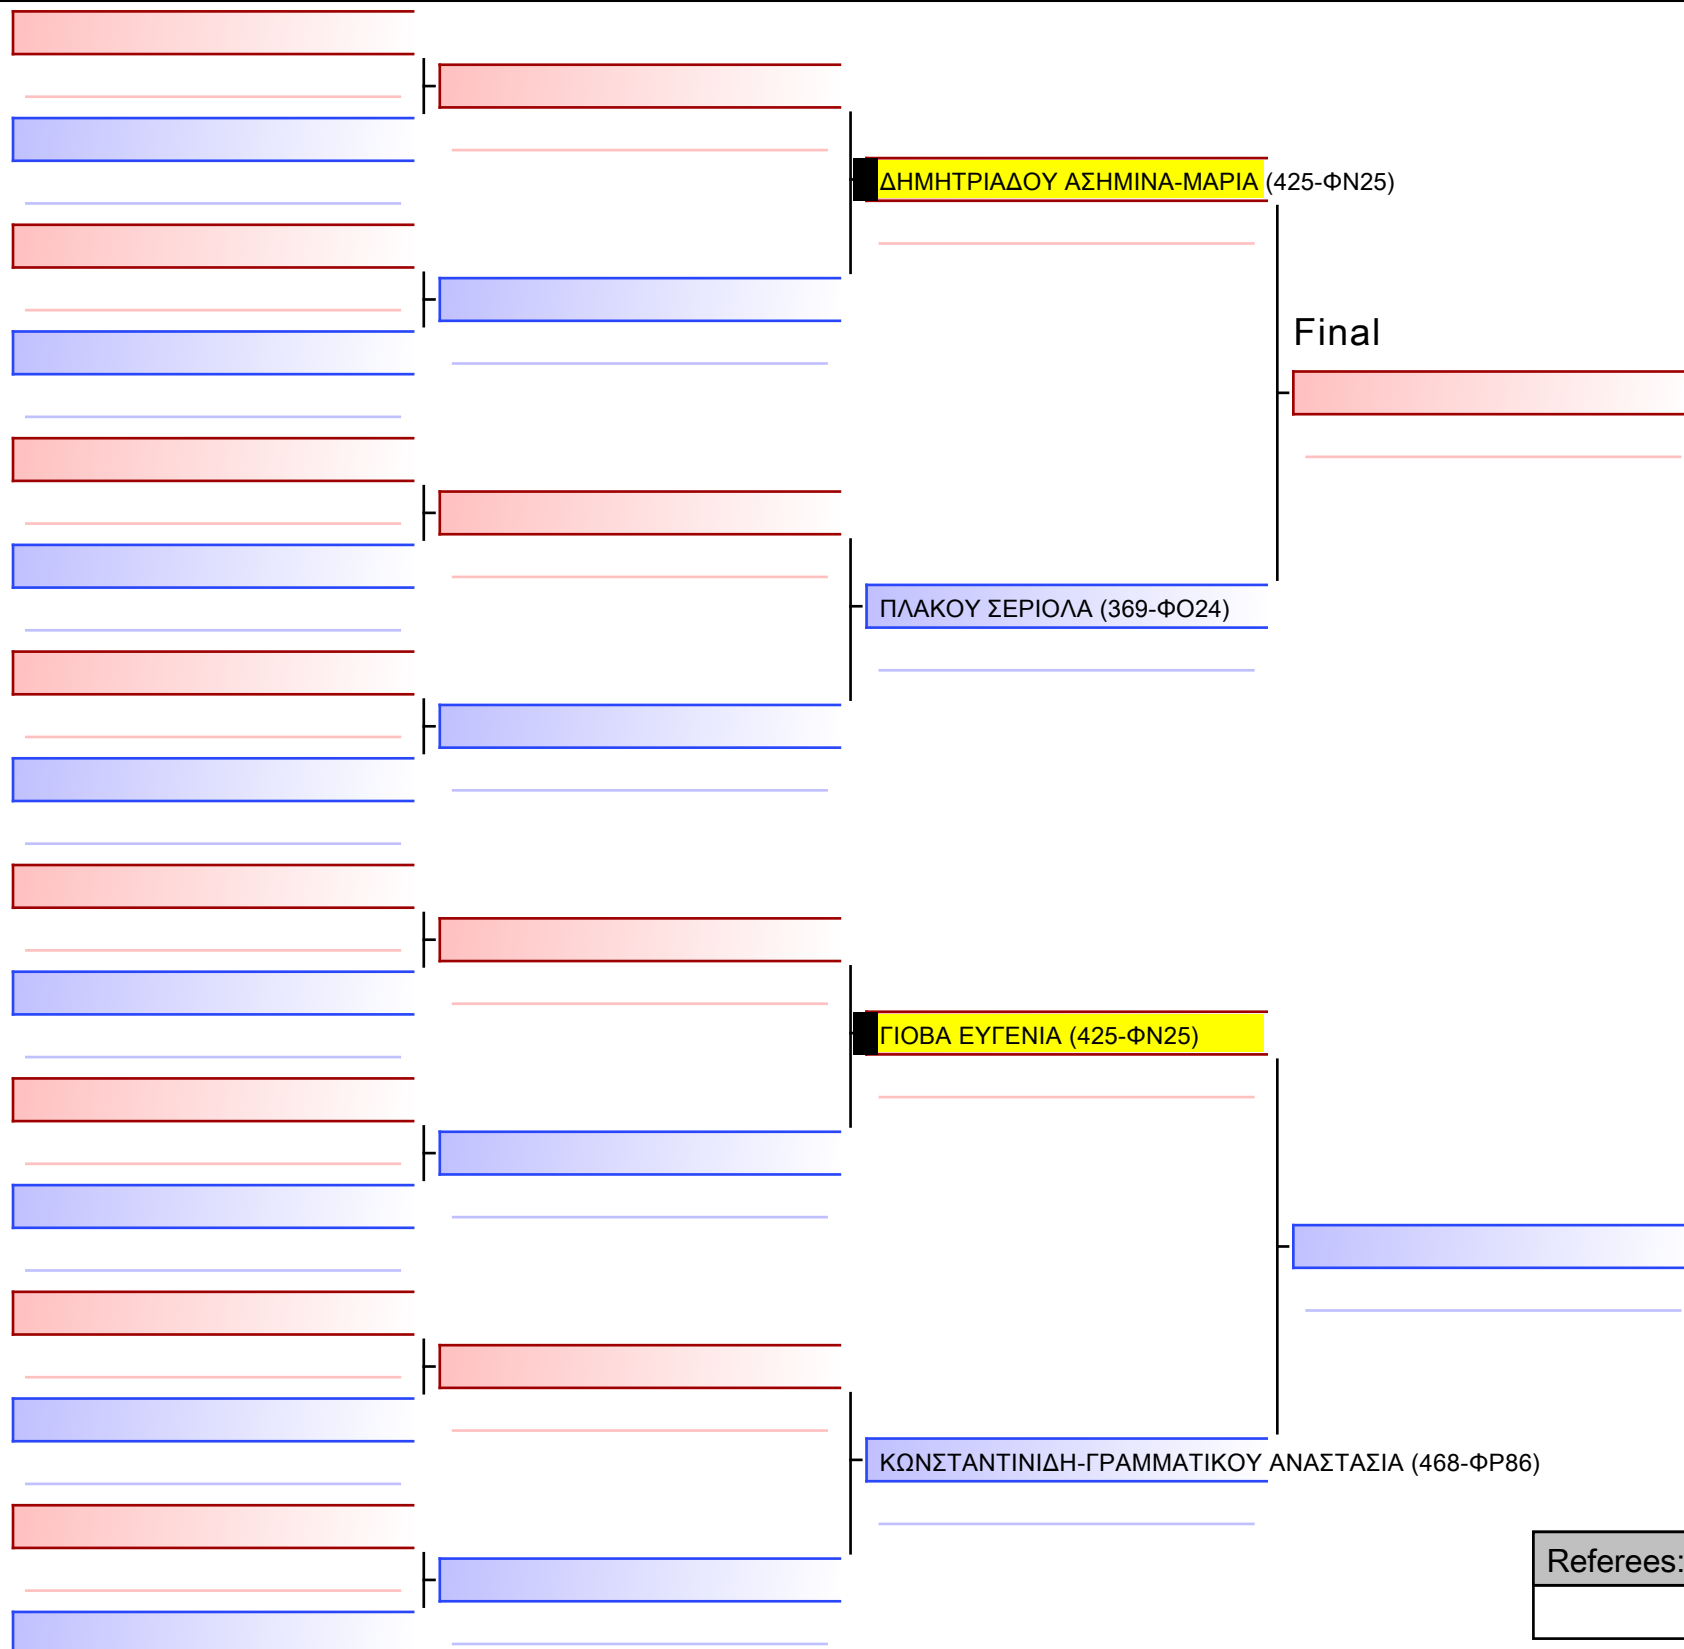 ΔΗΜΗΤΡΙΑΔΟΥ ΑΣΗΜΙΝΑ-ΜΑΡΙΑ (425-ΦΝ25)
Final
ΠΛΑΚΟΥ ΣΕΡΙΟΛΑ (369-ΦΟ24)
ΓΙΟΒΑ ΕΥΓΕΝΙΑ (425-ΦΝ25)
ΚΩΝΣΤΑΝΤΙΝΙΔΗ-ΓΡΑΜΜΑΤΙΚΟΥ ΑΝΑΣΤΑΣΙΑ (468-ΦΡ86)
Referees: